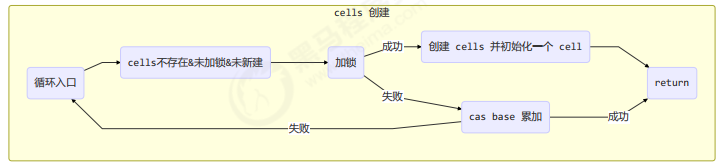 cells 创建
循环入口
cells不存在&未加锁&未新建
加锁
成功
创建 cells 并初始化一个 cell
失败
cas base 累加
成功
return
失败